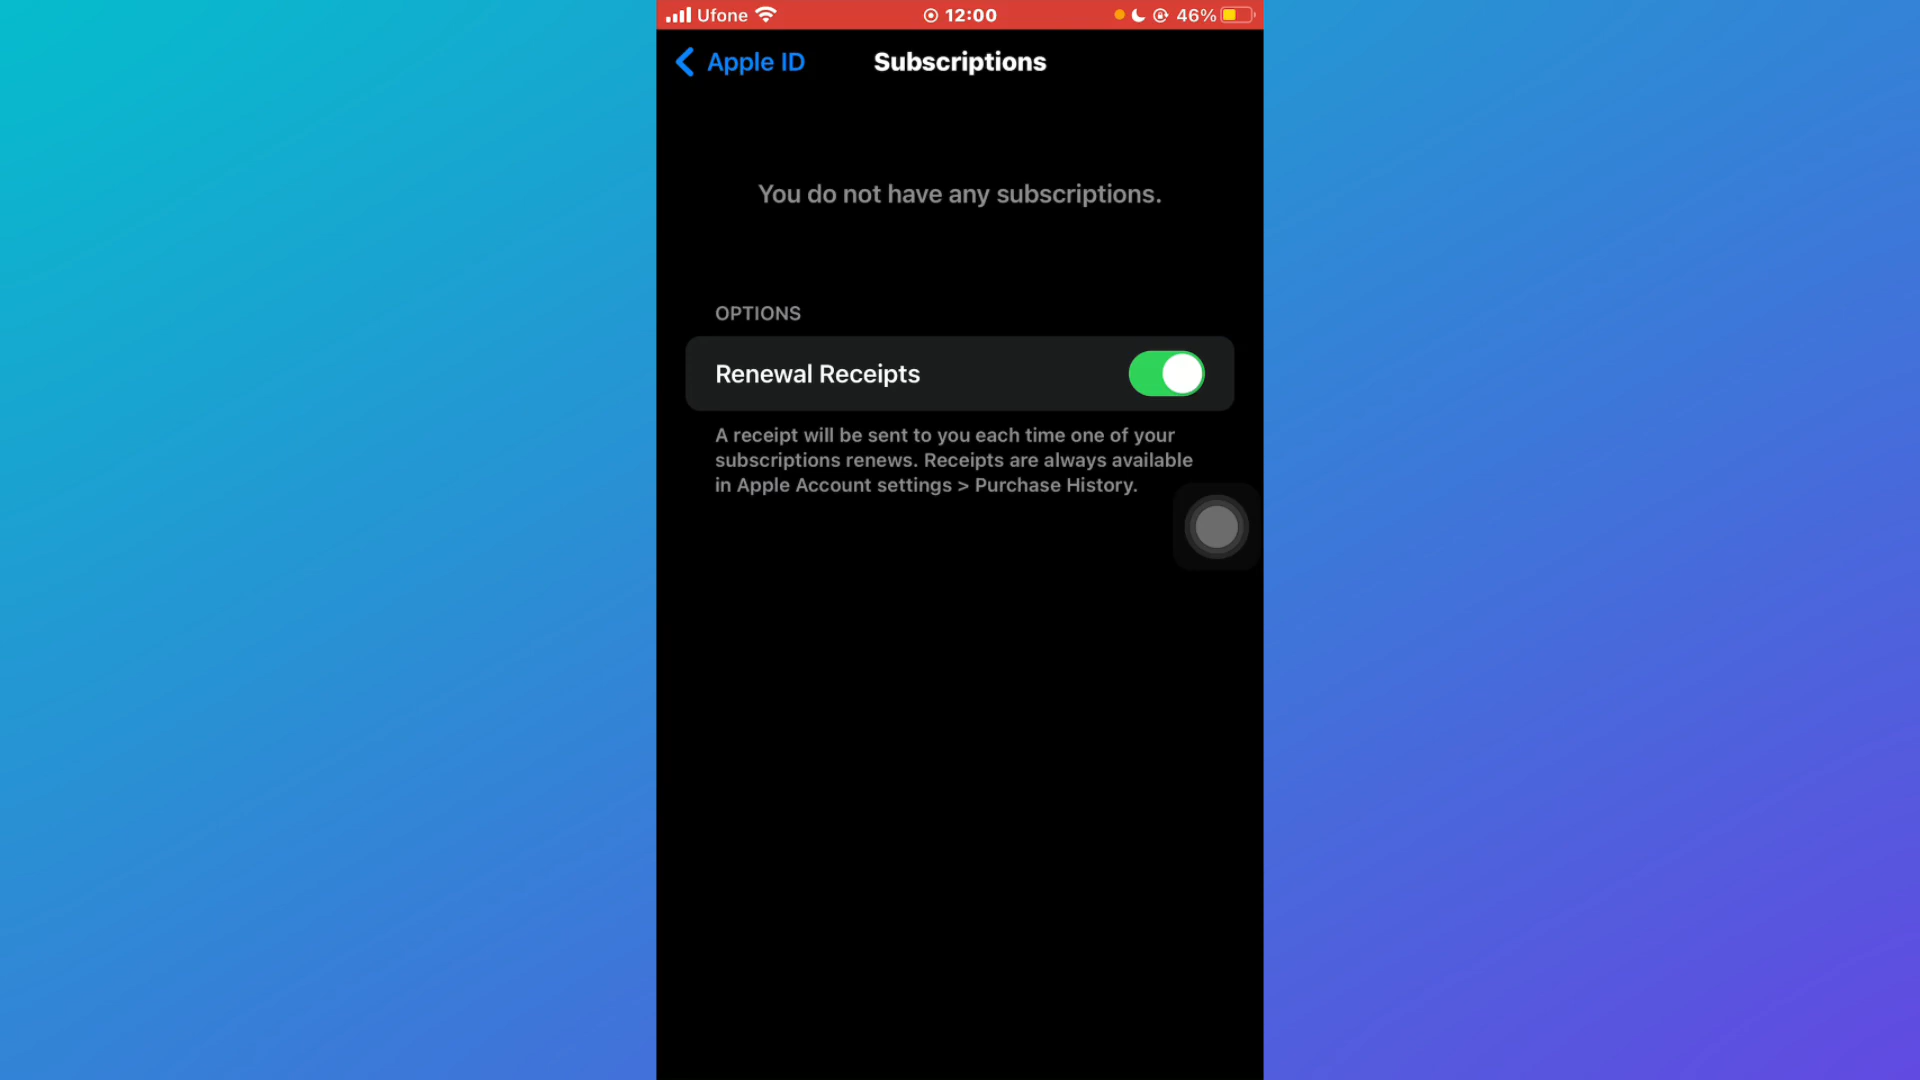 Ufone 12:00 46%
Apple ID Subscriptions
You do not have any subscriptions.
OPTIONS
Renewal Receipts
A receipt will be sent to you each time one of your
subscriptions renews. Receipts are always available
in Apple Account settings > Purchase History.